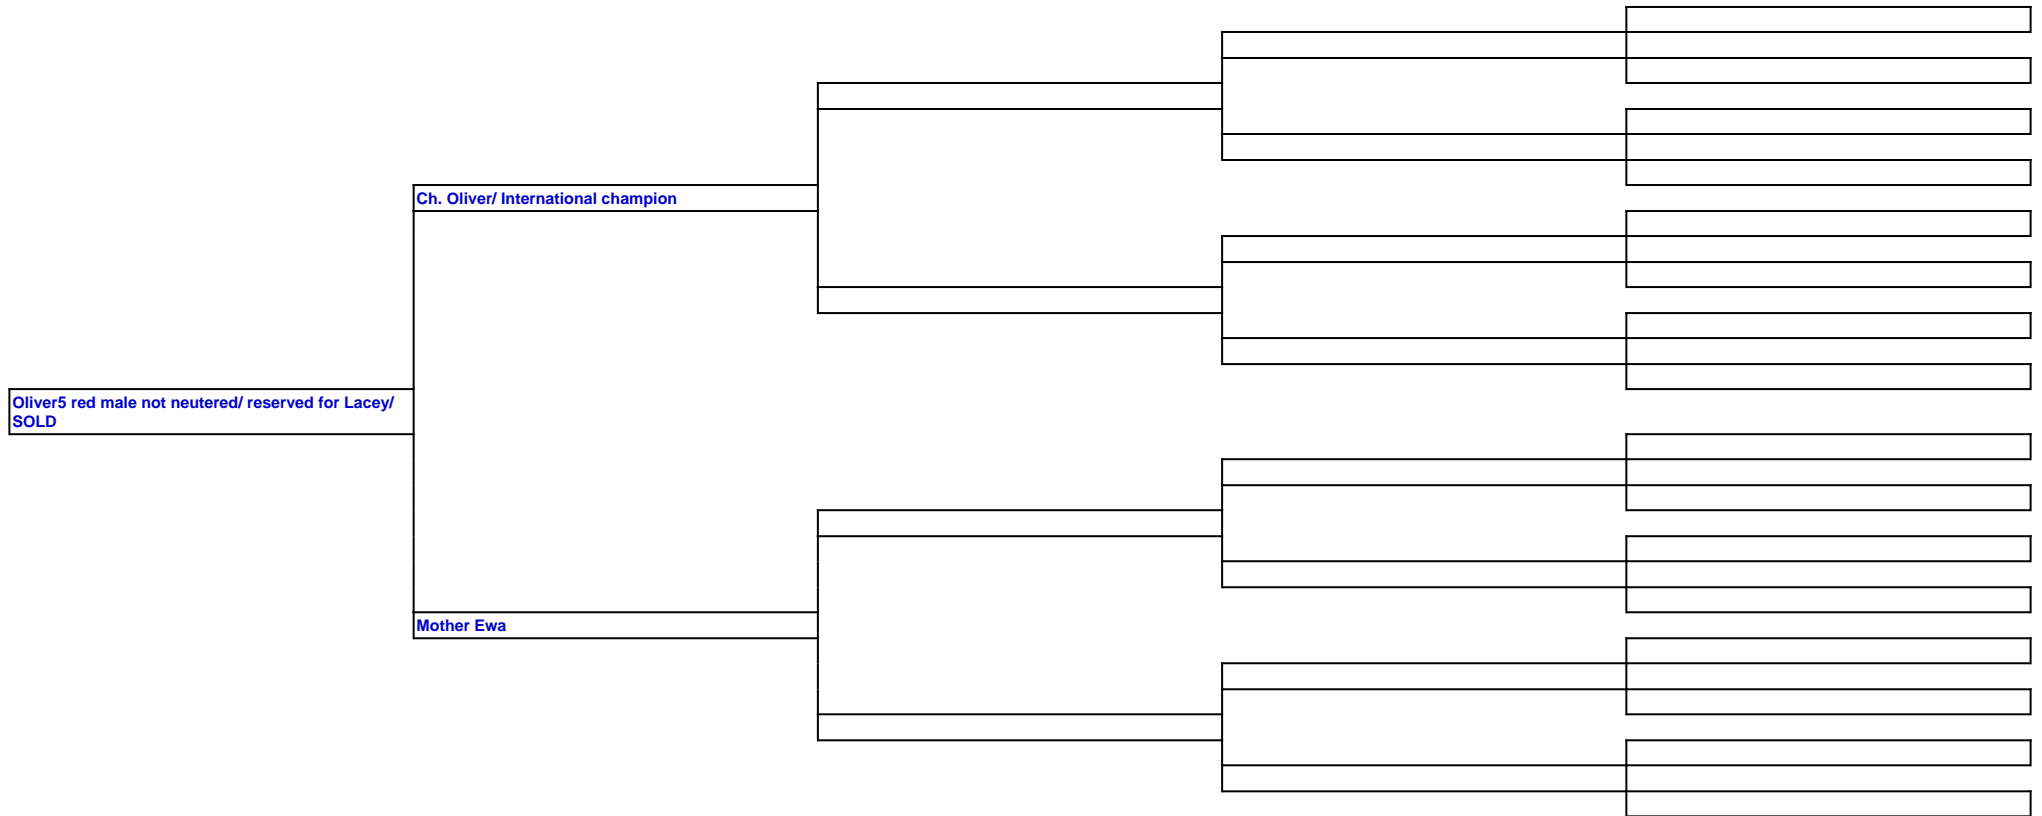 Ch. Oliver/ International champion
Oliver5 red male not neutered/ reserved for Lacey/
SOLD
Mother Ewa